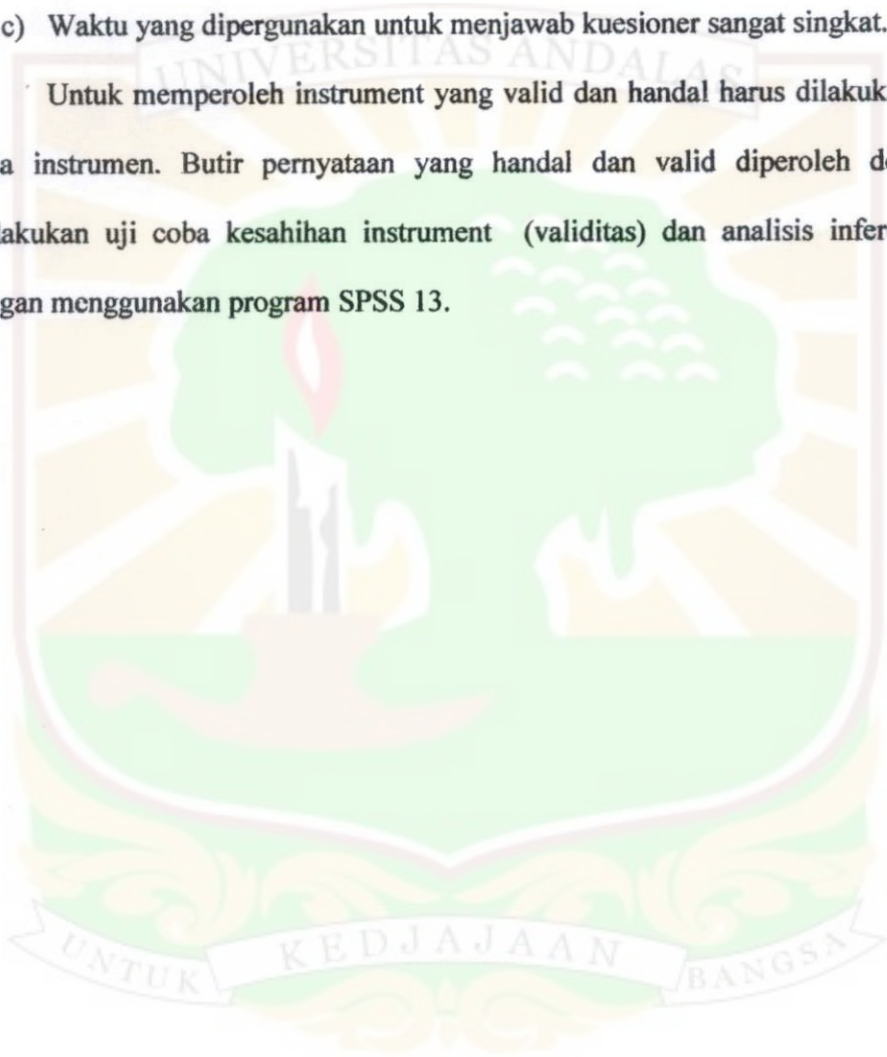 c) Waktu yang dipergunakan untuk menjawab kuesioner sangat singkat.
UNIVERSITAS ANDALAS
Untuk memperoleh instrument yang valid dan handal harus dilakuk
a instrumen. Butir pernyataan yang handal dan valid diperoleh d
akukan uji coba kesahihan instrument (validitas) dan analisis infer
gan menggunakan program SPSS 13.
UNTUK KEDJAJAAN BANGSA